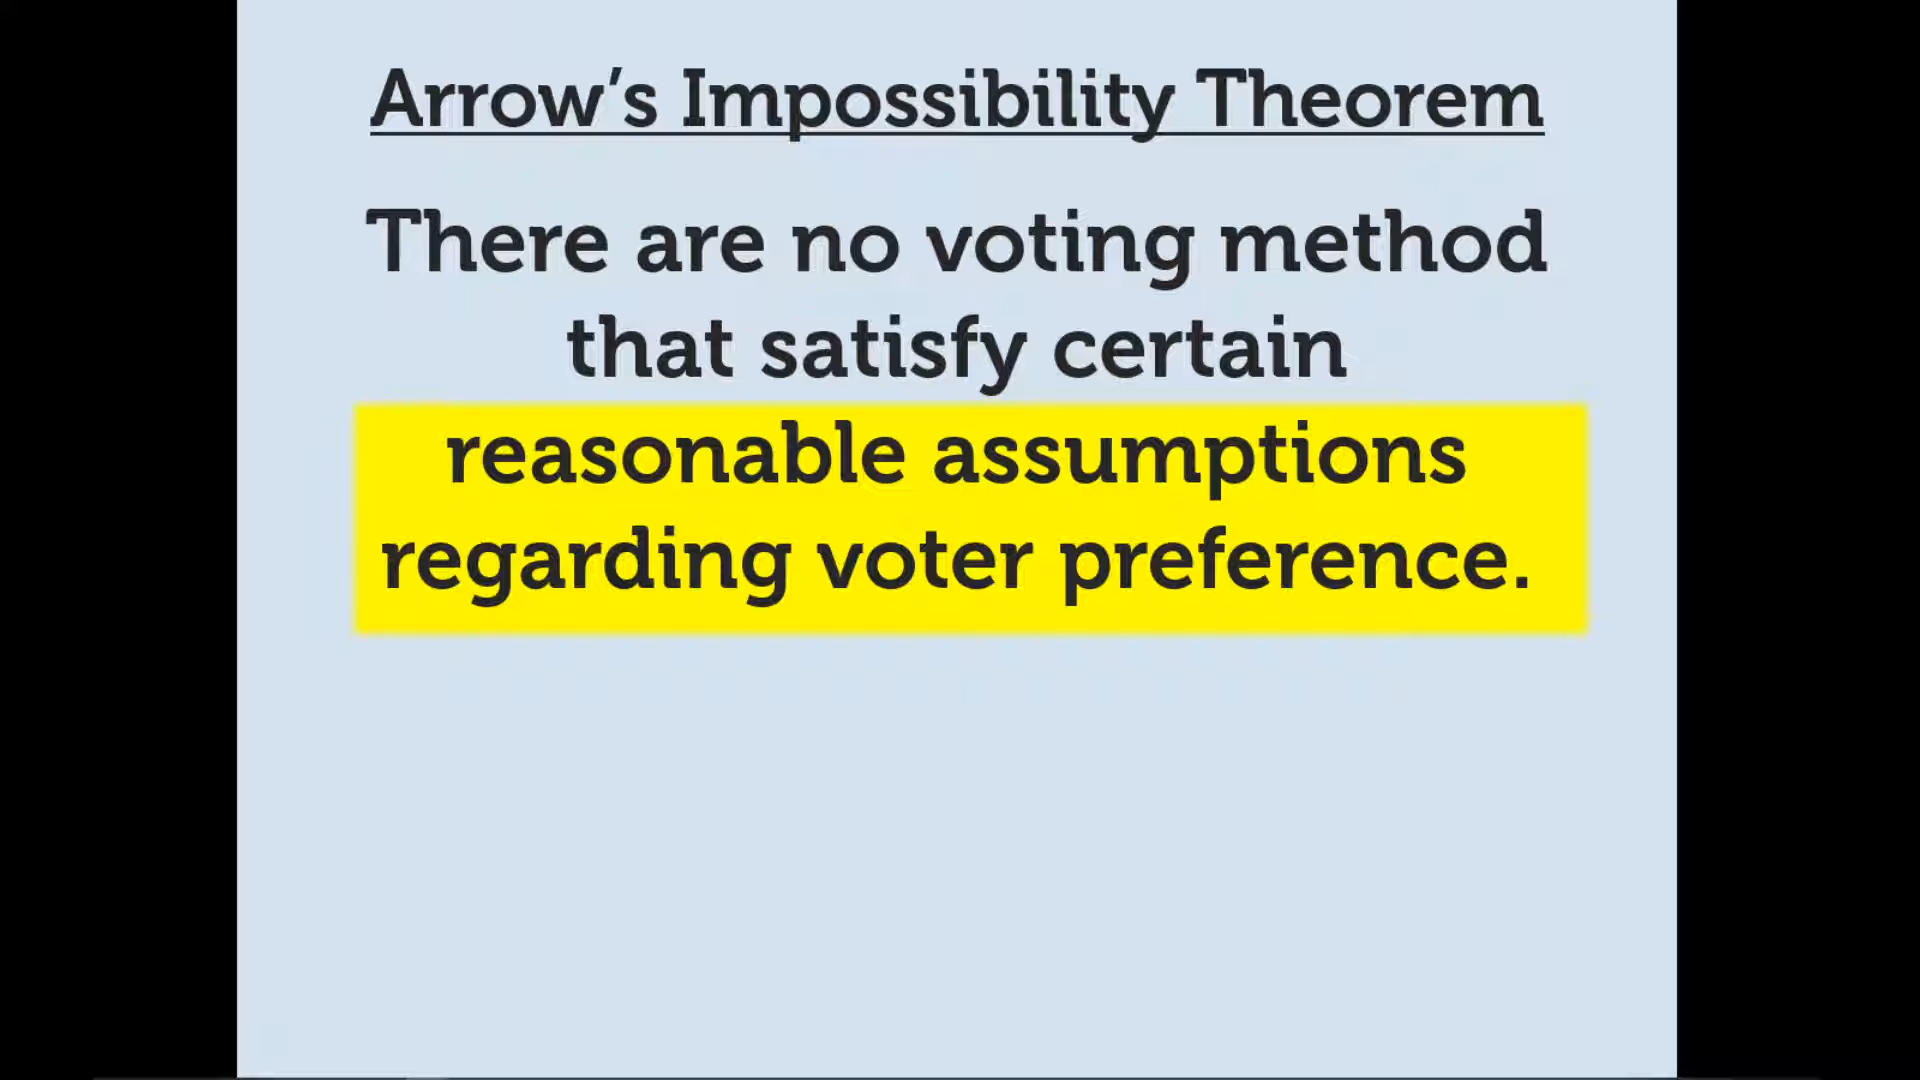 Arrow’s Impossibility Theorem
There are no voting method
that satisfy certain
reasonable assumptions
regarding voter preference.